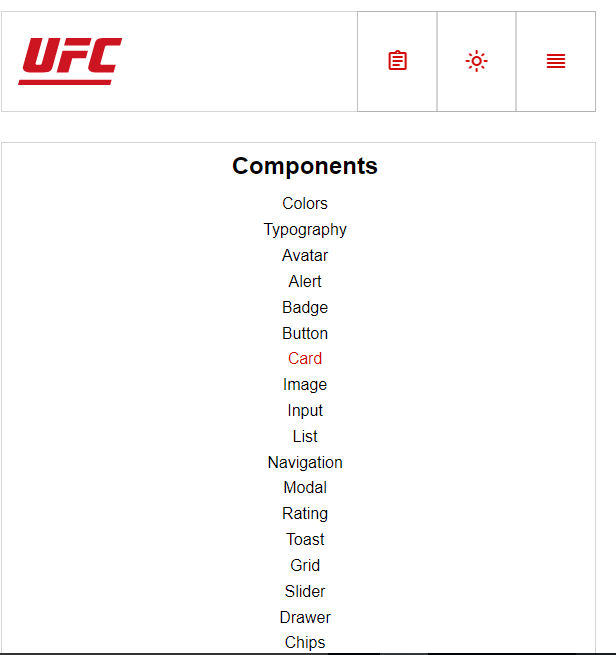 UFC
Components
Colors
Typography
Avatar
Alert
Badge
Button
Card
Image
Input
List
Navigation
Modal
Rating
Toast
Grid
Slider
Drawer
Chips